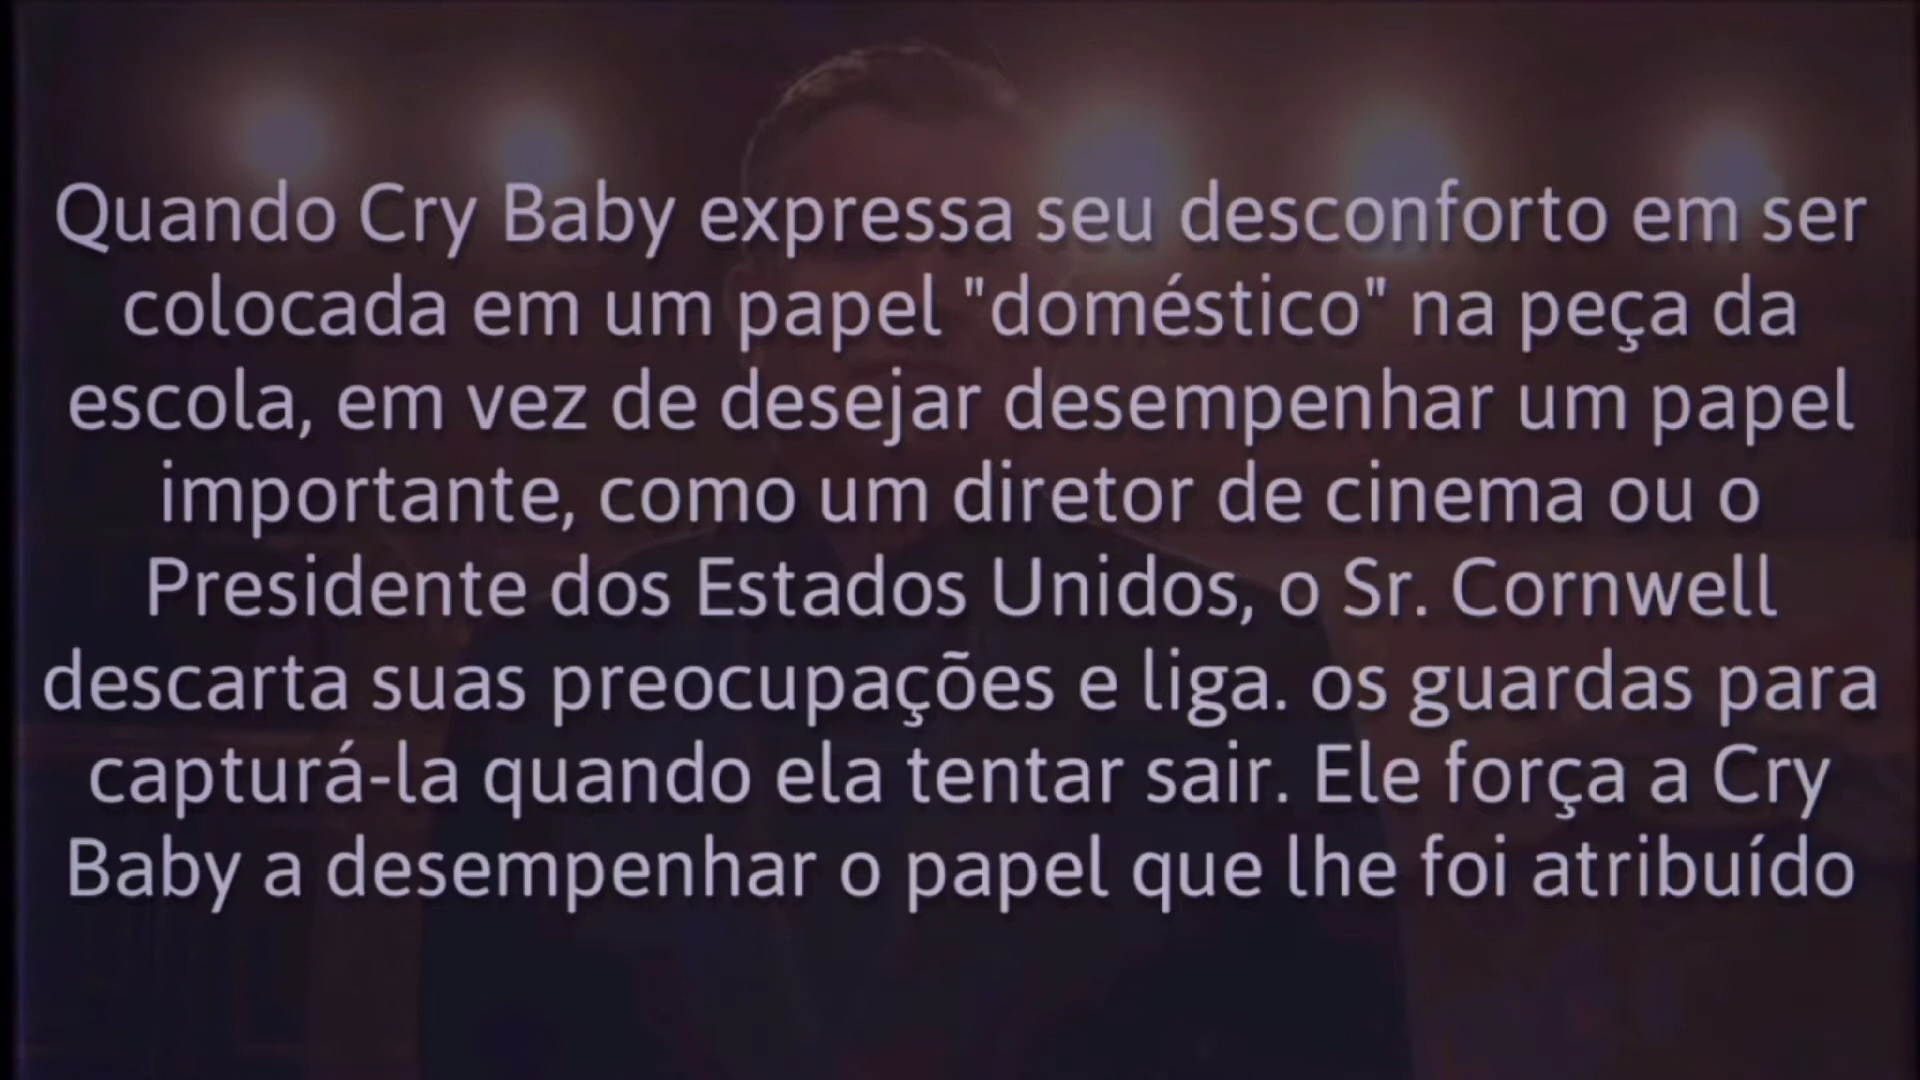 Quando Cry Baby expressa seu desconforto em ser
colocada em um papel "doméstico" na peça da
escola, em vez de desejar desempenhar um papel
importante, como um diretor de cinema ou o
Presidente dos Estados Unidos, o Sr. Cornwell
descarta suas preocupações e liga. os guardas para
capturá-la quando ela tentar sair. Ele força a Cry
Baby a desempenhar o papel que lhe foi atribuído